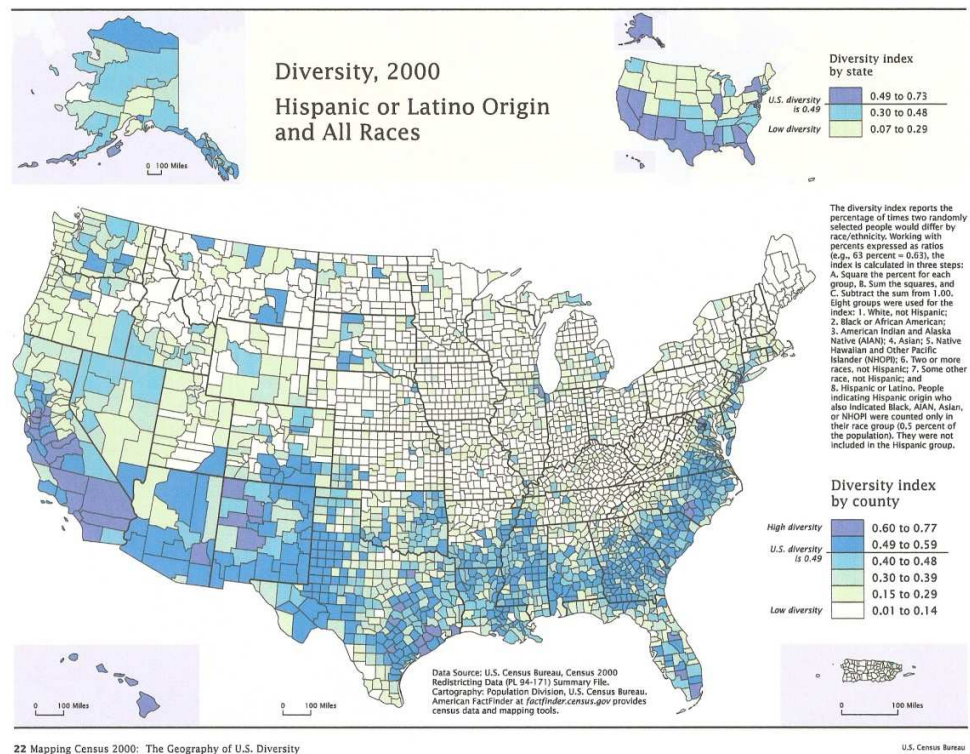 Diversity, 2000
Hispanic or Latino Origin
and All Races
0 100 Miles
Diversity index
by state
U.S. diversity
is 0.49
Low diversity
0.49 to 0.73
0.30 to 0.48
0.07 to 0.29
The diversity index reports the
percentage of times two randomly
selected people would differ by
race/ethnicity. Working with
percents expressed as ratios
(e.g., 63 percent = 0.63), the
index is calculated in three steps:
A. Square the percent for each
group, B. Sum the squares, and
C. Subtract the sum from 1.00.
Eight groups were used for the
index: 1. White, not Hispanic;
2. Black or African American;
3. American Indian and Alaska
Native (AIAN); 4. Asian; 5. Native
Hawaiian and Other Pacific
Islander (NHOPI); 6. Two or more
races, not Hispanic; 7. Some other
race, not Hispanic; and
8. Hispanic or Latino. People
indicating Hispanic origin who
also indicated Black, AIAN, Asian,
or NHOPI were counted only in
their race group (0.5 percent of
the population). They were not
included in the Hispanic group.
Diversity index
by county
High diversity
U.S. diversity
is 0.49
Low diversity
0.60 to 0.77
0.49 to 0.59
0.40 to 0.48
0.30 to 0.39
0.15 to 0.29
0.01 to 0.14
Data Source: U.S. Census Bureau, Census 2000
Redistricting Data (PL 94-171) Summary File.
Cartography: Population Division, U.S. Census Bureau.
American FactFinder at factfinder.census.gov provides
census data and mapping tools.
0 100 Miles
0 100 Miles
0 100 Miles
22 Mapping Census 2000: The Geography of U.S. Diversity
U.S. Census Bureau